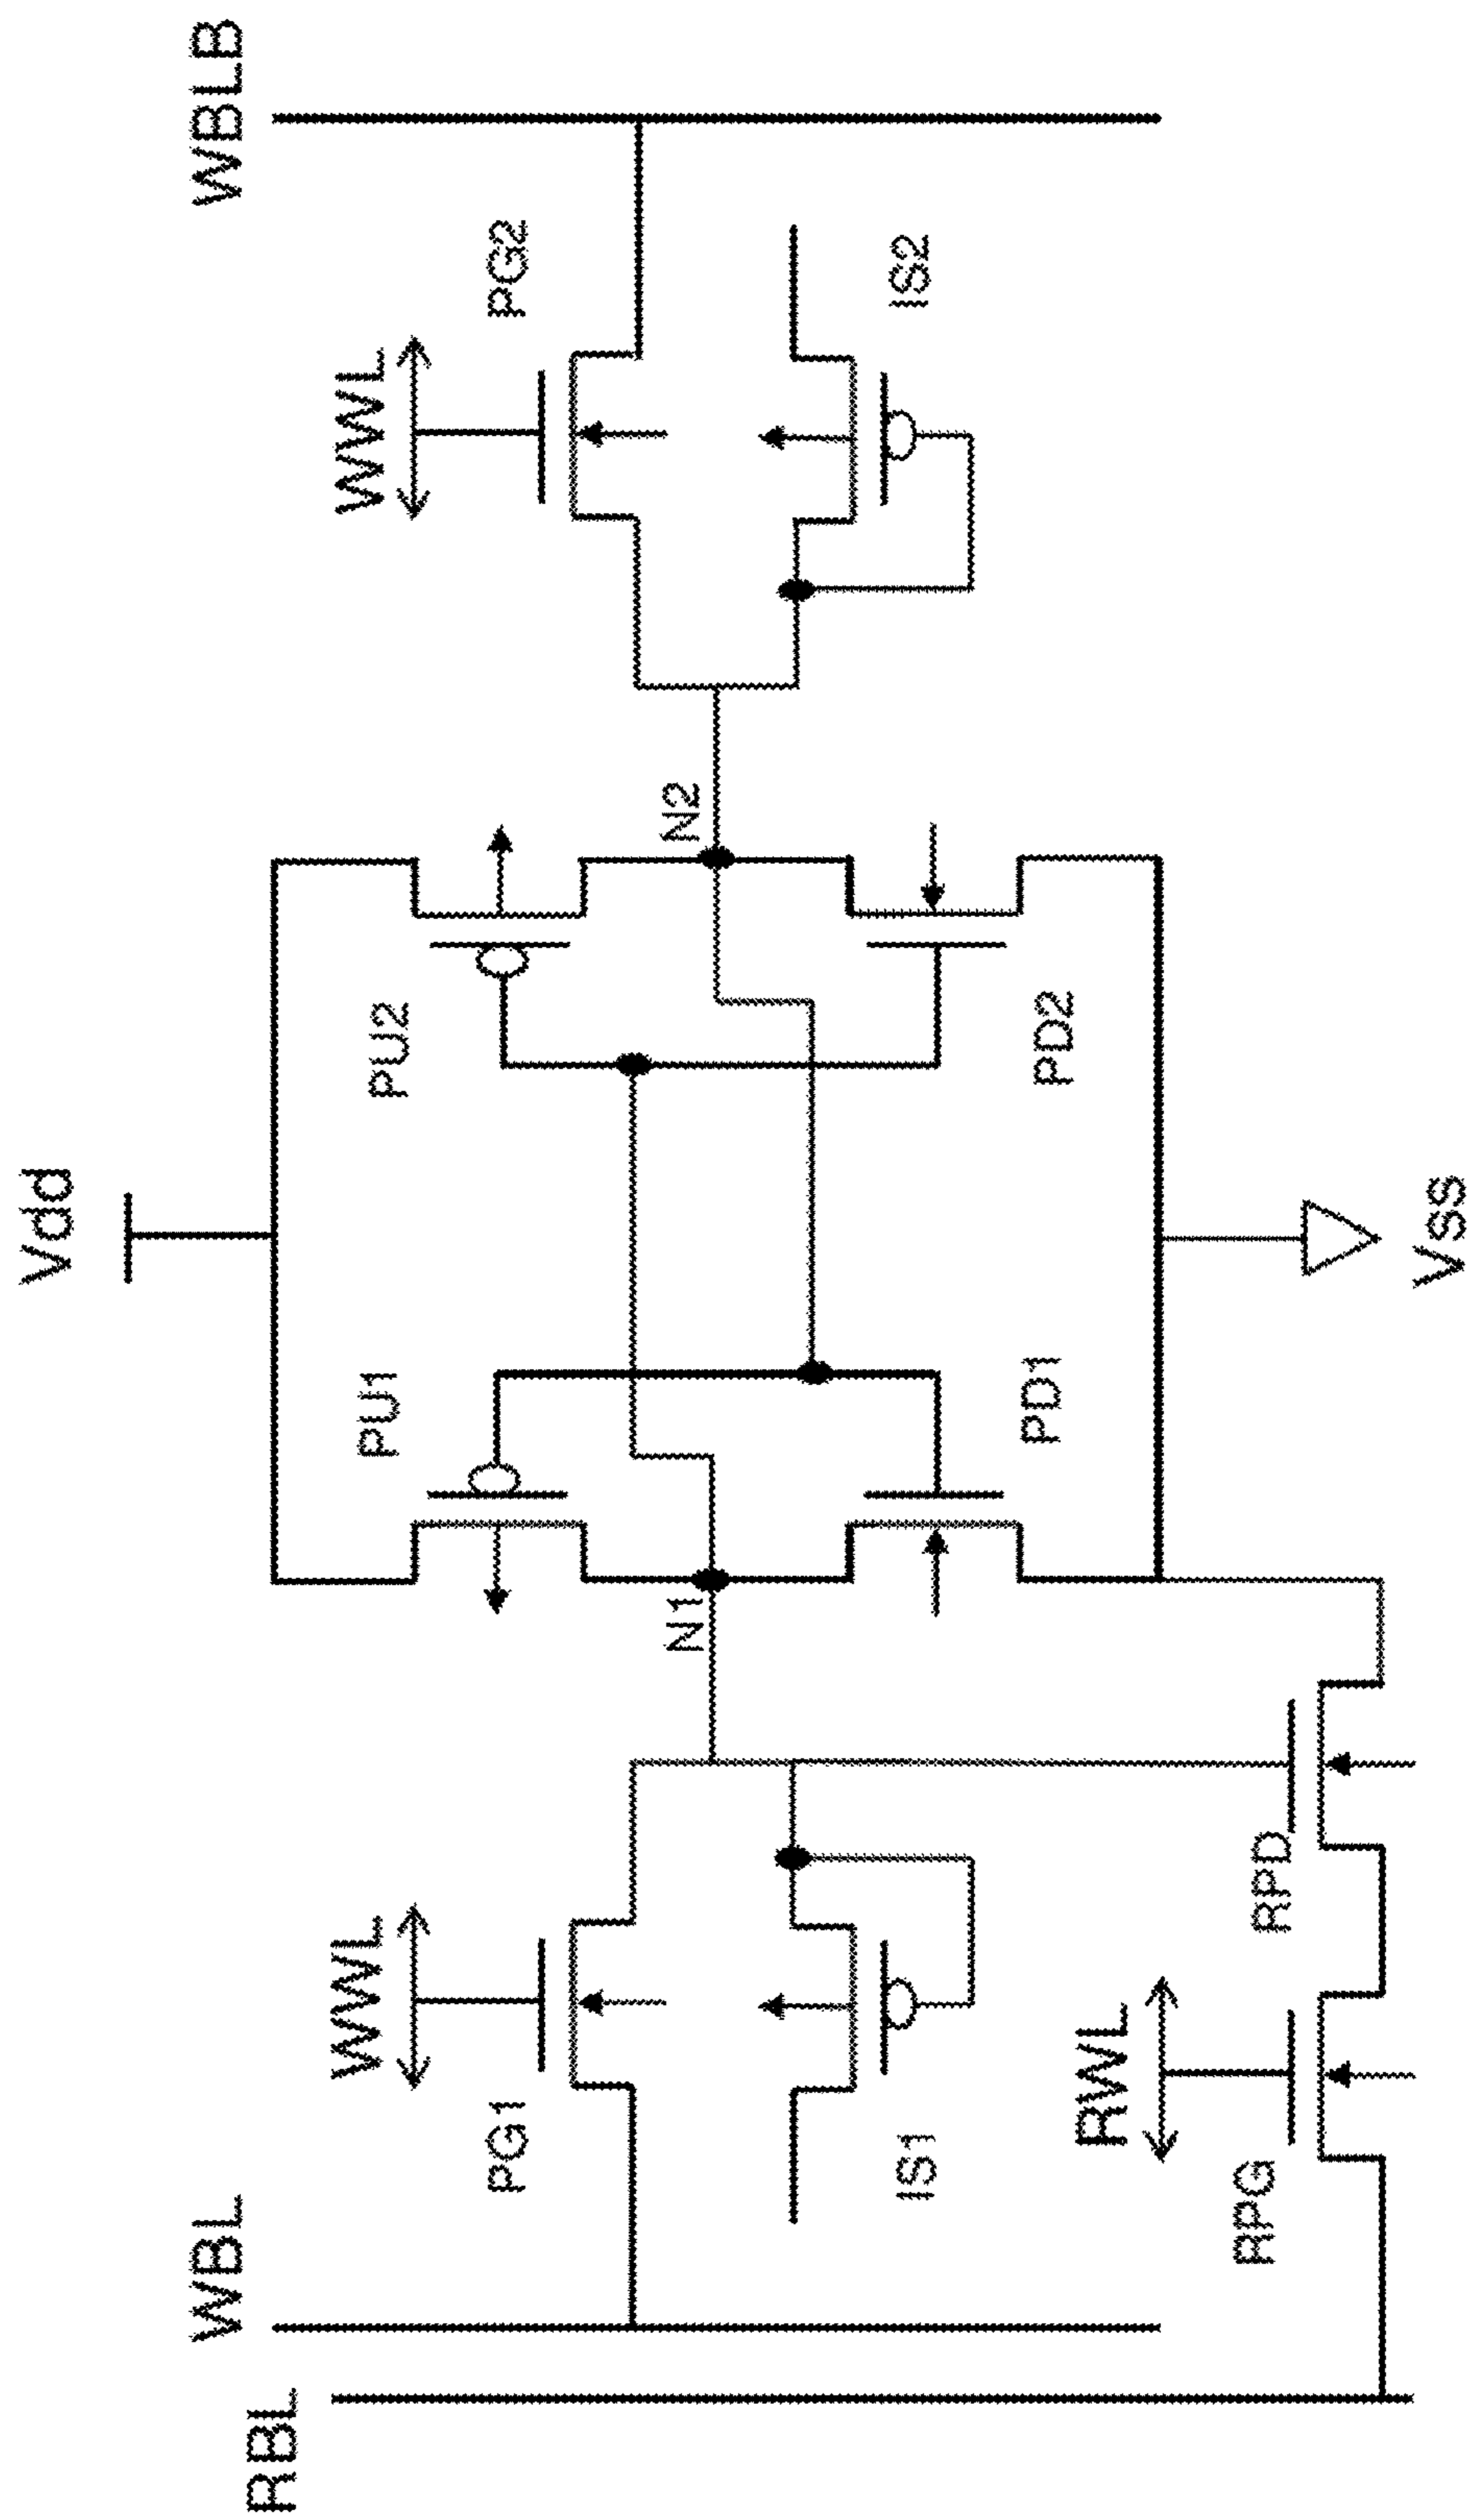 Vdd
WBL
WBLB
RBL
WWL
WWL
PU1
PU2
PG1
PG2
N1
N2
IS1
IS2
PD1
PD2
RWL
RPG
RPD
Vss